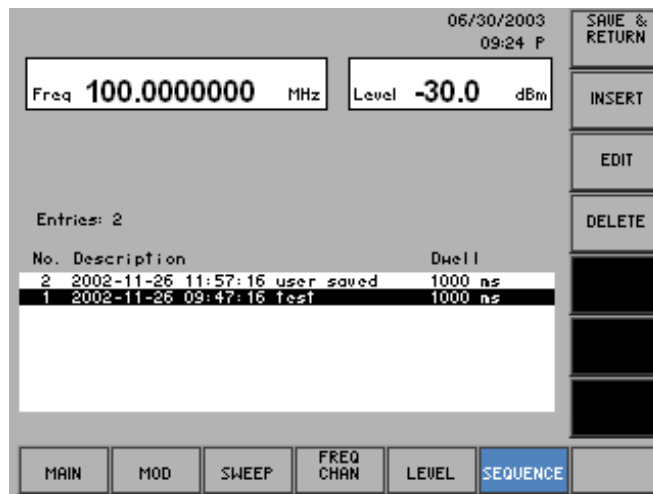 06/30/2003
09:24 P
Freq 100.0000000 MHz
Level -30.0 dBm
Entries: 2
No. Description Dwell
2 2002-11-26 11:57:16 user saved 1000 ms
1 2002-11-26 09:47:16 test 1000 ms
SAVE &
RETURN
INSERT
EDIT
DELETE
MAIN
MOD
SWEEP
FREQ
CHAN
LEVEL
SEQUENCE